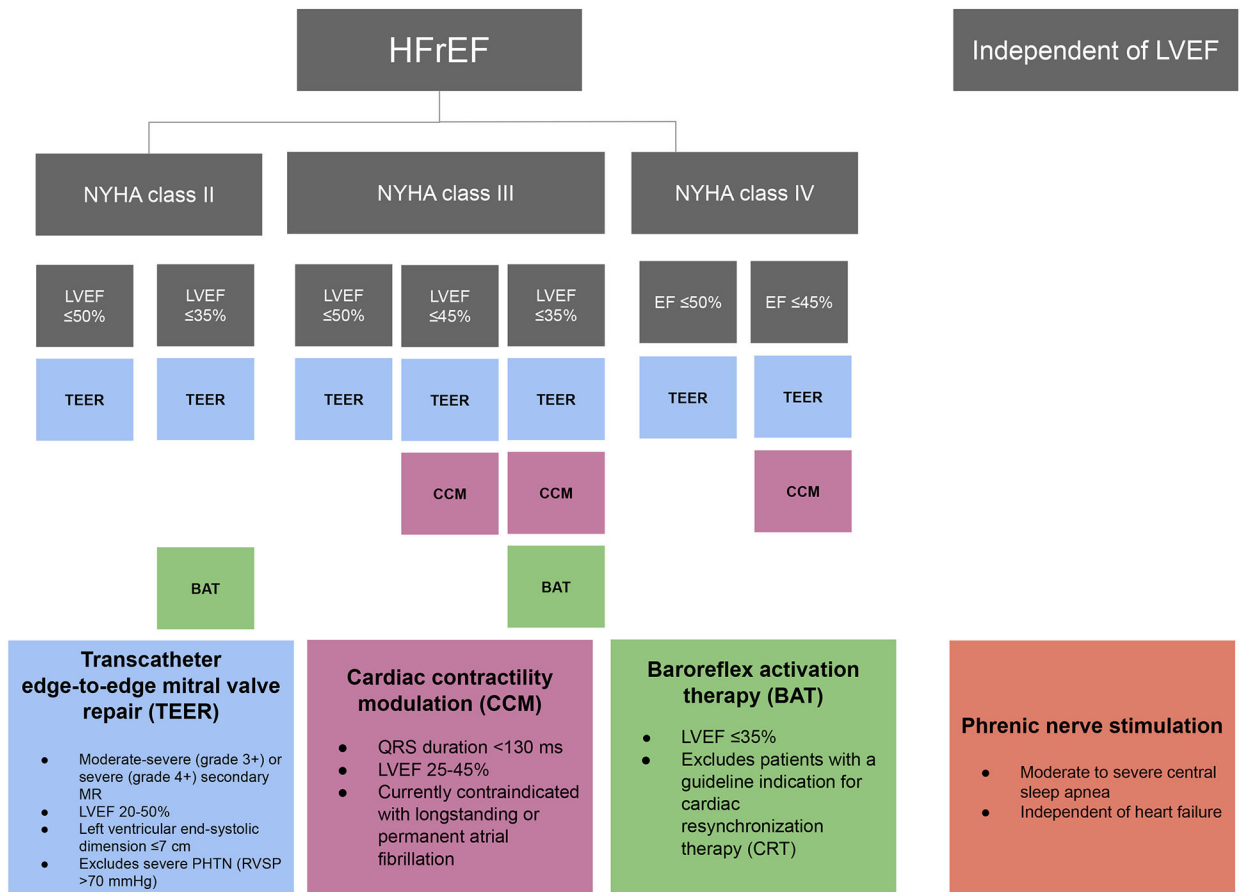 HFrEF
Independent of LVEF
NYHA class II
NYHA class III
NYHA class IV
LVEF
≤50%
LVEF
≤35%
LVEF
≤50%
LVEF
≤45%
LVEF
≤35%
EF ≤50%
EF ≤45%
TEER
TEER
TEER
TEER
TEER
TEER
TEER
CCM
CCM
CCM
BAT
BAT
Transcatheter
edge-to-edge mitral valve
repair (TEER)
● Moderate-severe (grade 3+) or
severe (grade 4+) secondary
MR
● LVEF 20-50%
● Left ventricular end-systolic
dimension ≤7 cm
● Excludes severe PHTN (RVSP
>70 mmHg)
Cardiac contractility
modulation (CCM)
● QRS duration <130 ms
● LVEF 25-45%
● Currently contraindicated
with longstanding or
permanent atrial
fibrillation
Baroreflex activation
therapy (BAT)
● LVEF ≤35%
● Excludes patients with a
guideline indication for
cardiac
resynchronization
therapy (CRT)
Phrenic nerve stimulation
● Moderate to severe central
sleep apnea
● Independent of heart failure